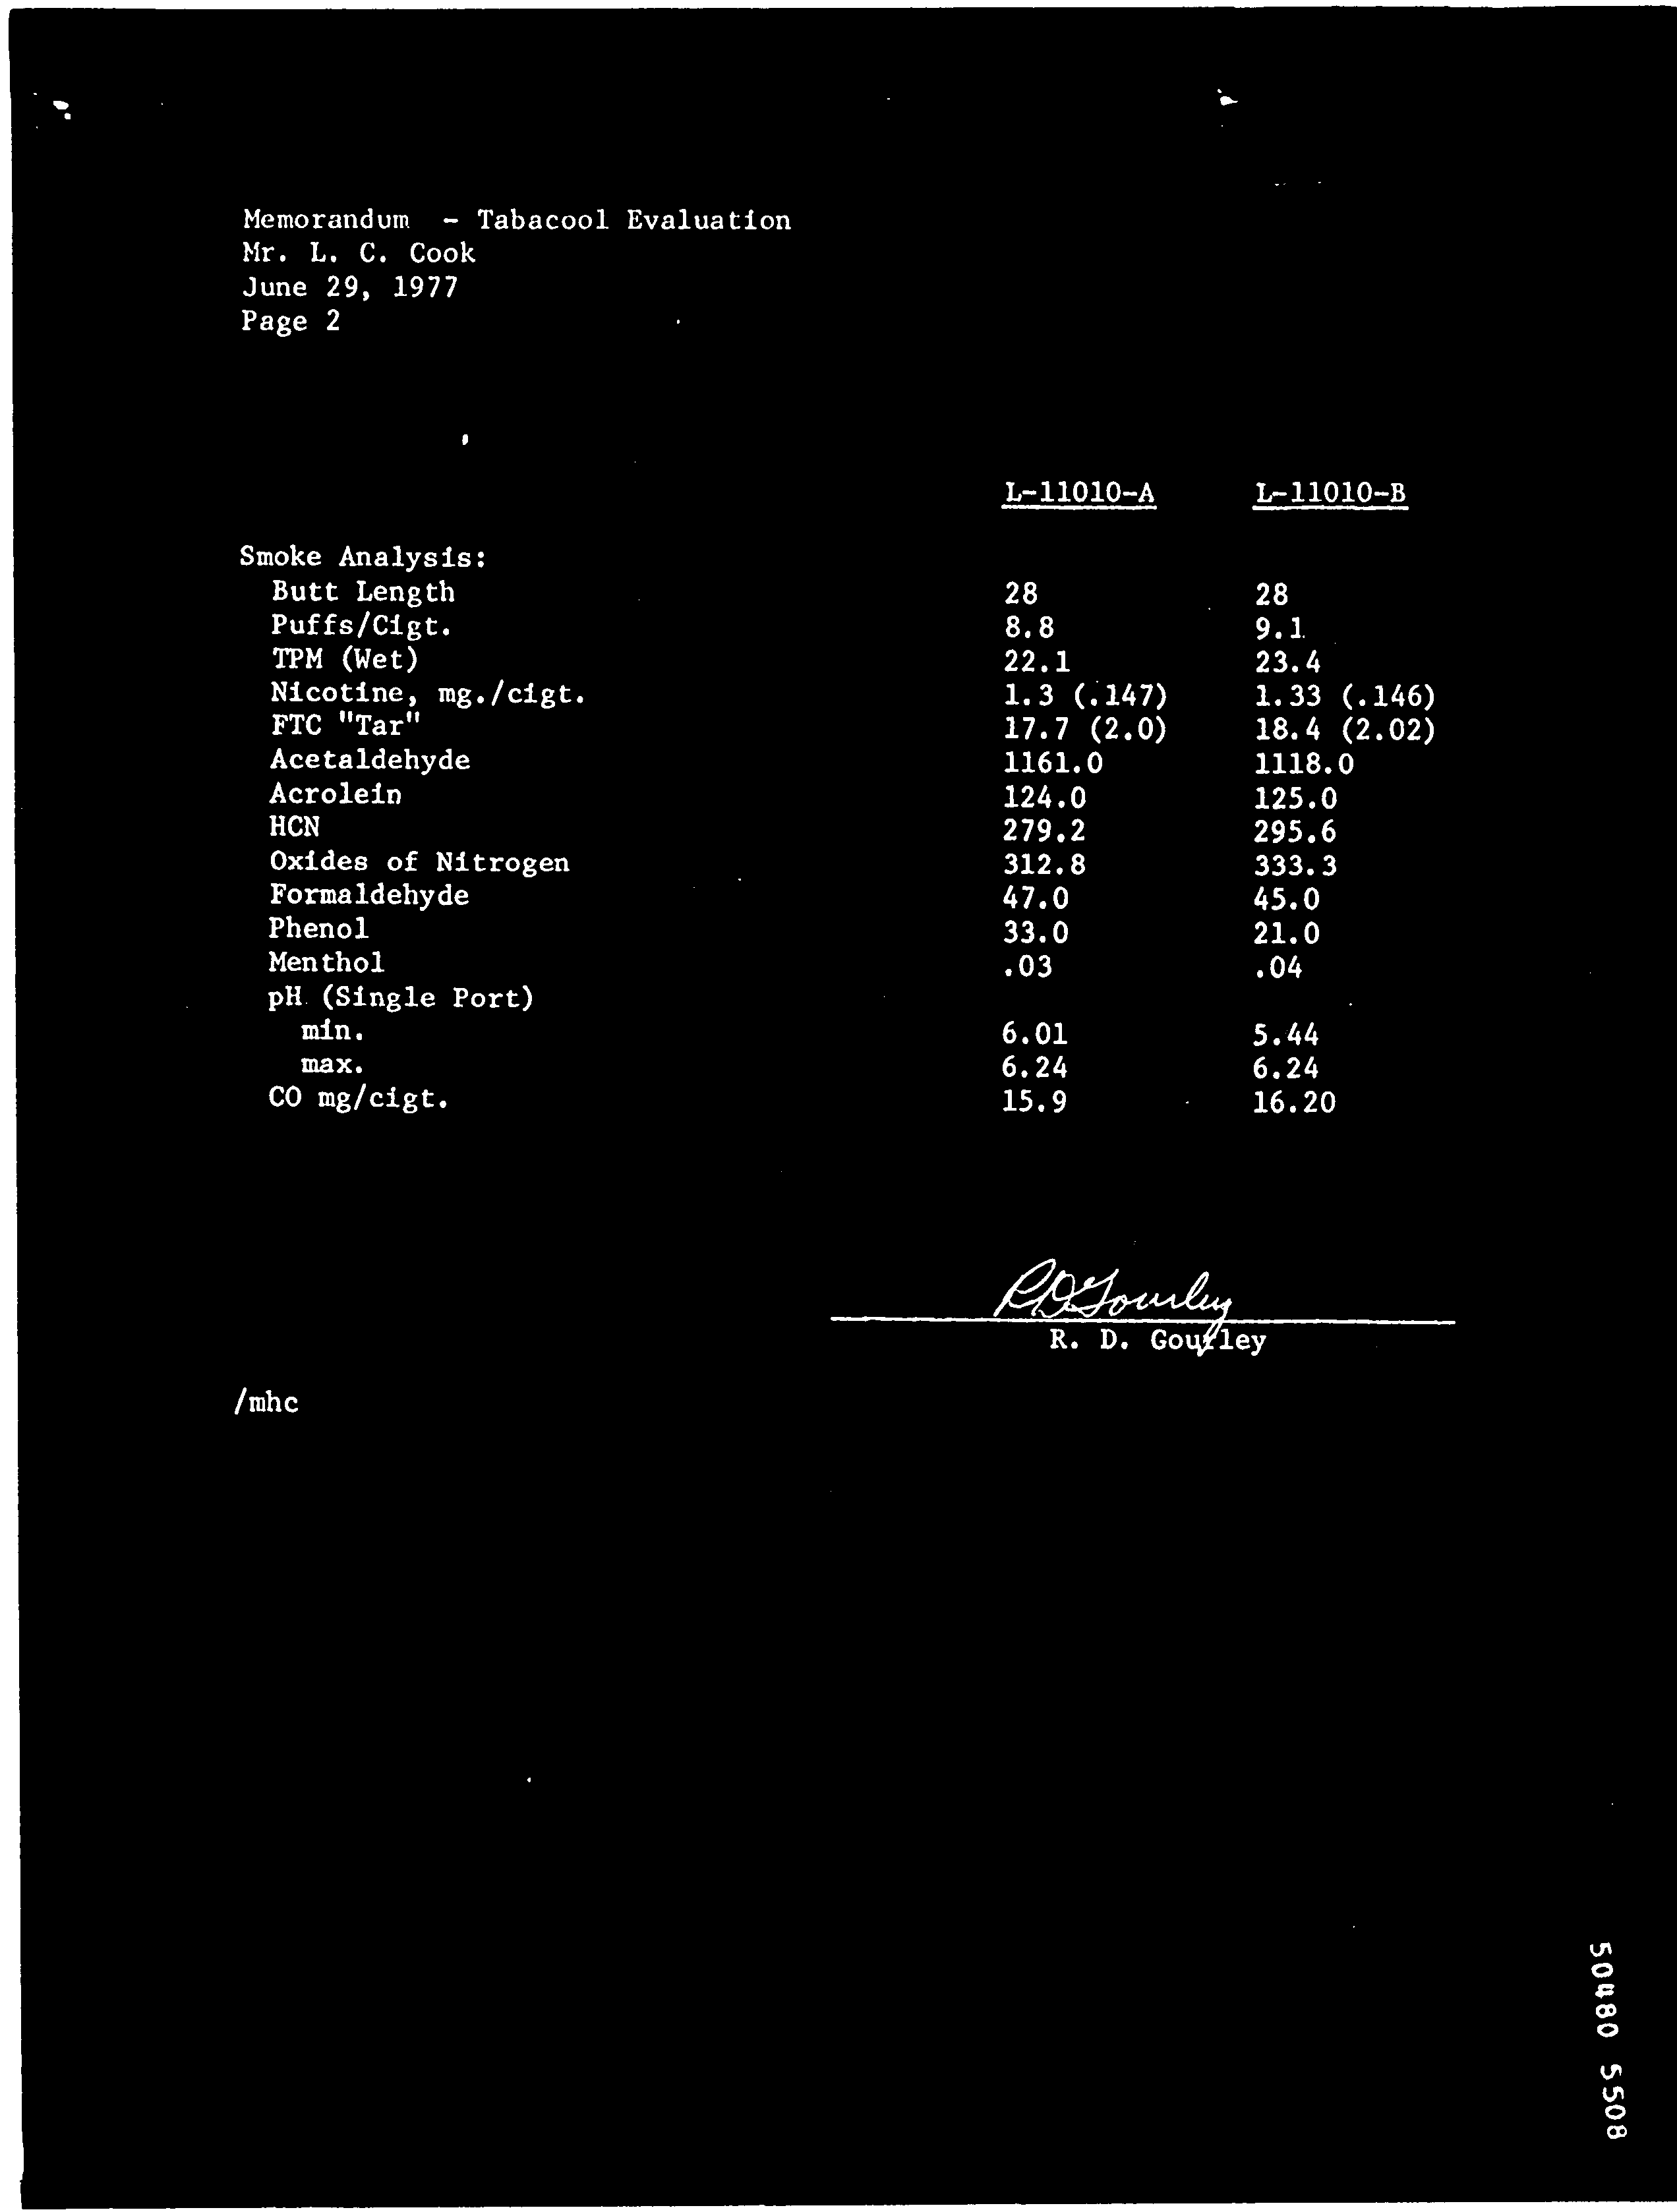 Memorandum - Tabacool Evaluation
Mr. L. C. Cook
June 29, 1977
Page 2
L-11010-A L-11010-B
Smoke Analysis:
Butt Length 28 28
Puffs/Cigt. 8.8 9.1
TPM (Wet) 22.1 23.4
Nicotine, mg./cigt. 1.3 (.147) 1.33 (.146)
FTC "Tar" 17.7 (2.0) 18.4 (2.02)
Acetaldehyde 1161.0 1118.0
Acrolein 124.0 125.0
HCN 279.2 295.6
Oxides of Nitrogen 312.8 333.3
Formaldehyde 47.0 45.0
Phenol 33.0 21.0
Menthol .03 .04
pH (Single Port)
min. 6.01 5.44
max. 6.24 6.24
CO mg/cigt. 15.9 16.20
RDGourley
R. D. Gourley
/mhc
50480 5508